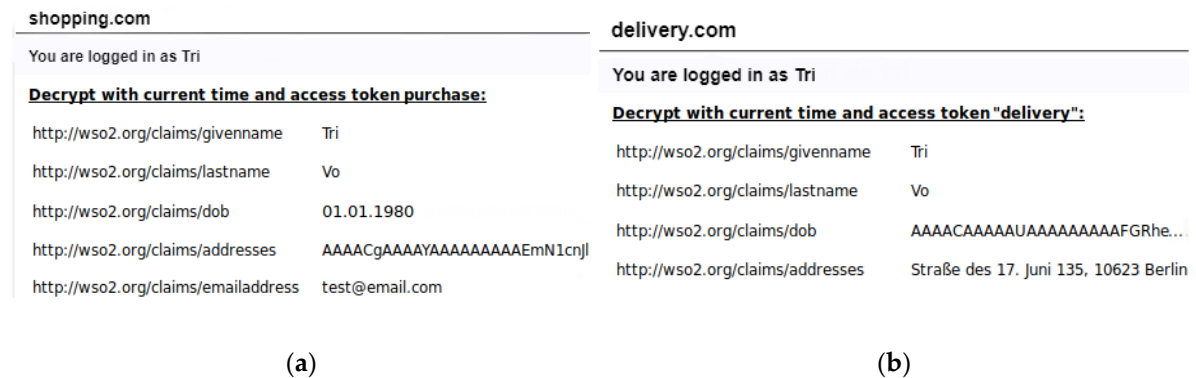 shopping.com
You are logged in as Tri
Decrypt with current time and access token purchase:
http://wso2.org/claims/givenname Tri
http://wso2.org/claims/lastname Vo
http://wso2.org/claims/dob 01.01.1980
http://wso2.org/claims/addresses AAAACgAAAAYAAAAAAAAAEmN1cnJl
http://wso2.org/claims/emailaddress test@email.com
(a)
delivery.com
You are logged in as Tri
Decrypt with current time and access token "delivery":
http://wso2.org/claims/givenname Tri
http://wso2.org/claims/lastname Vo
http://wso2.org/claims/dob AAAACAAAAAUAAAAAAAAAFGRhe...
http://wso2.org/claims/addresses Straße des 17. Juni 135, 10623 Berlin
(b)